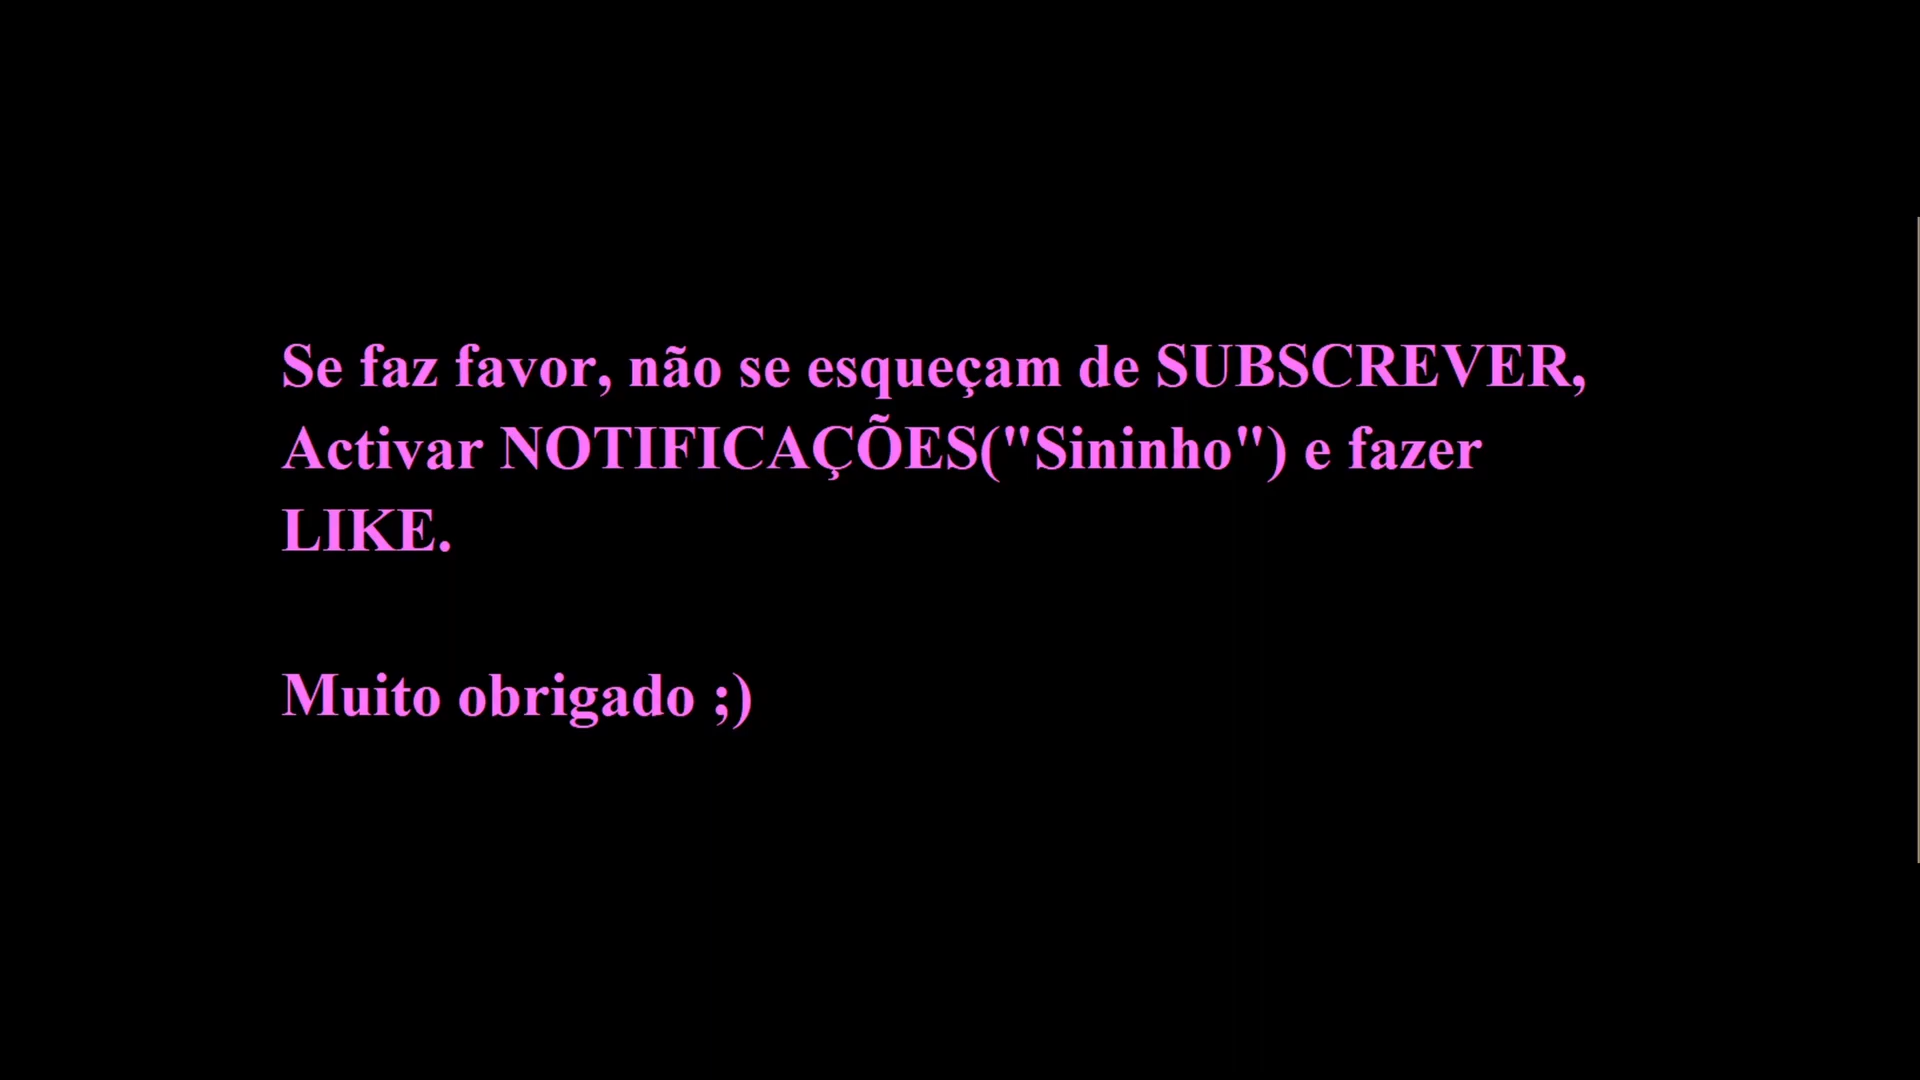 Se faz favor, não se esqueçam de SUBSCREVER,
Activar NOTIFICAÇÕES("Sininho") e fazer
LIKE.
Muito obrigado ;)